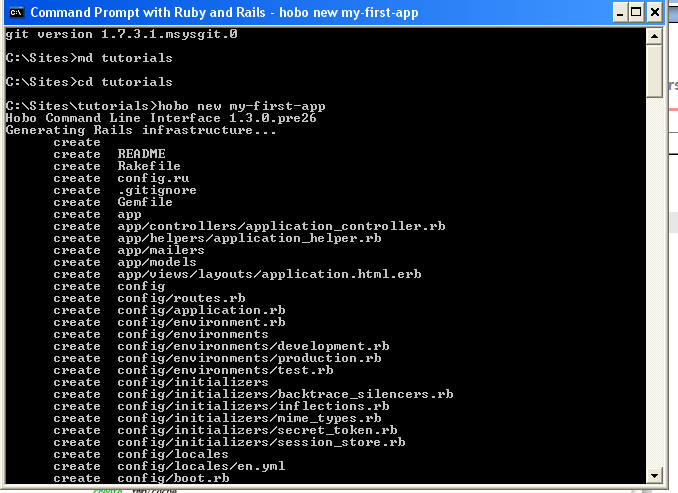 Command Prompt with Ruby and Rails - hobo new my-first-app
git version 1.7.3.1.msysgit.0
C:\Sites>md tutorials
C:\Sites>cd tutorials
C:\Sites\tutorials>hobo new my-first-app
Hobo Command Line Interface 1.3.0.pre26
Generating Rails infrastructure...
create
create README
create Rakefile
create config.ru
create .gitignore
create Gemfile
create app
create app/controllers/application_controller.rb
create app/helpers/application_helper.rb
create app/mailers
create app/models
create app/views/layouts/application.html.erb
create config
create config/routes.rb
create config/application.rb
create config/environment.rb
create config/environments
create config/environments/development.rb
create config/environments/production.rb
create config/environments/test.rb
create config/initializers
create config/initializers/backtrace_silencers.rb
create config/initializers/inflections.rb
create config/initializers/mime_types.rb
create config/initializers/secret_token.rb
create config/initializers/session_store.rb
create config/locales
create config/locales/en.yml
create config/boot.rb
create tmp/cache